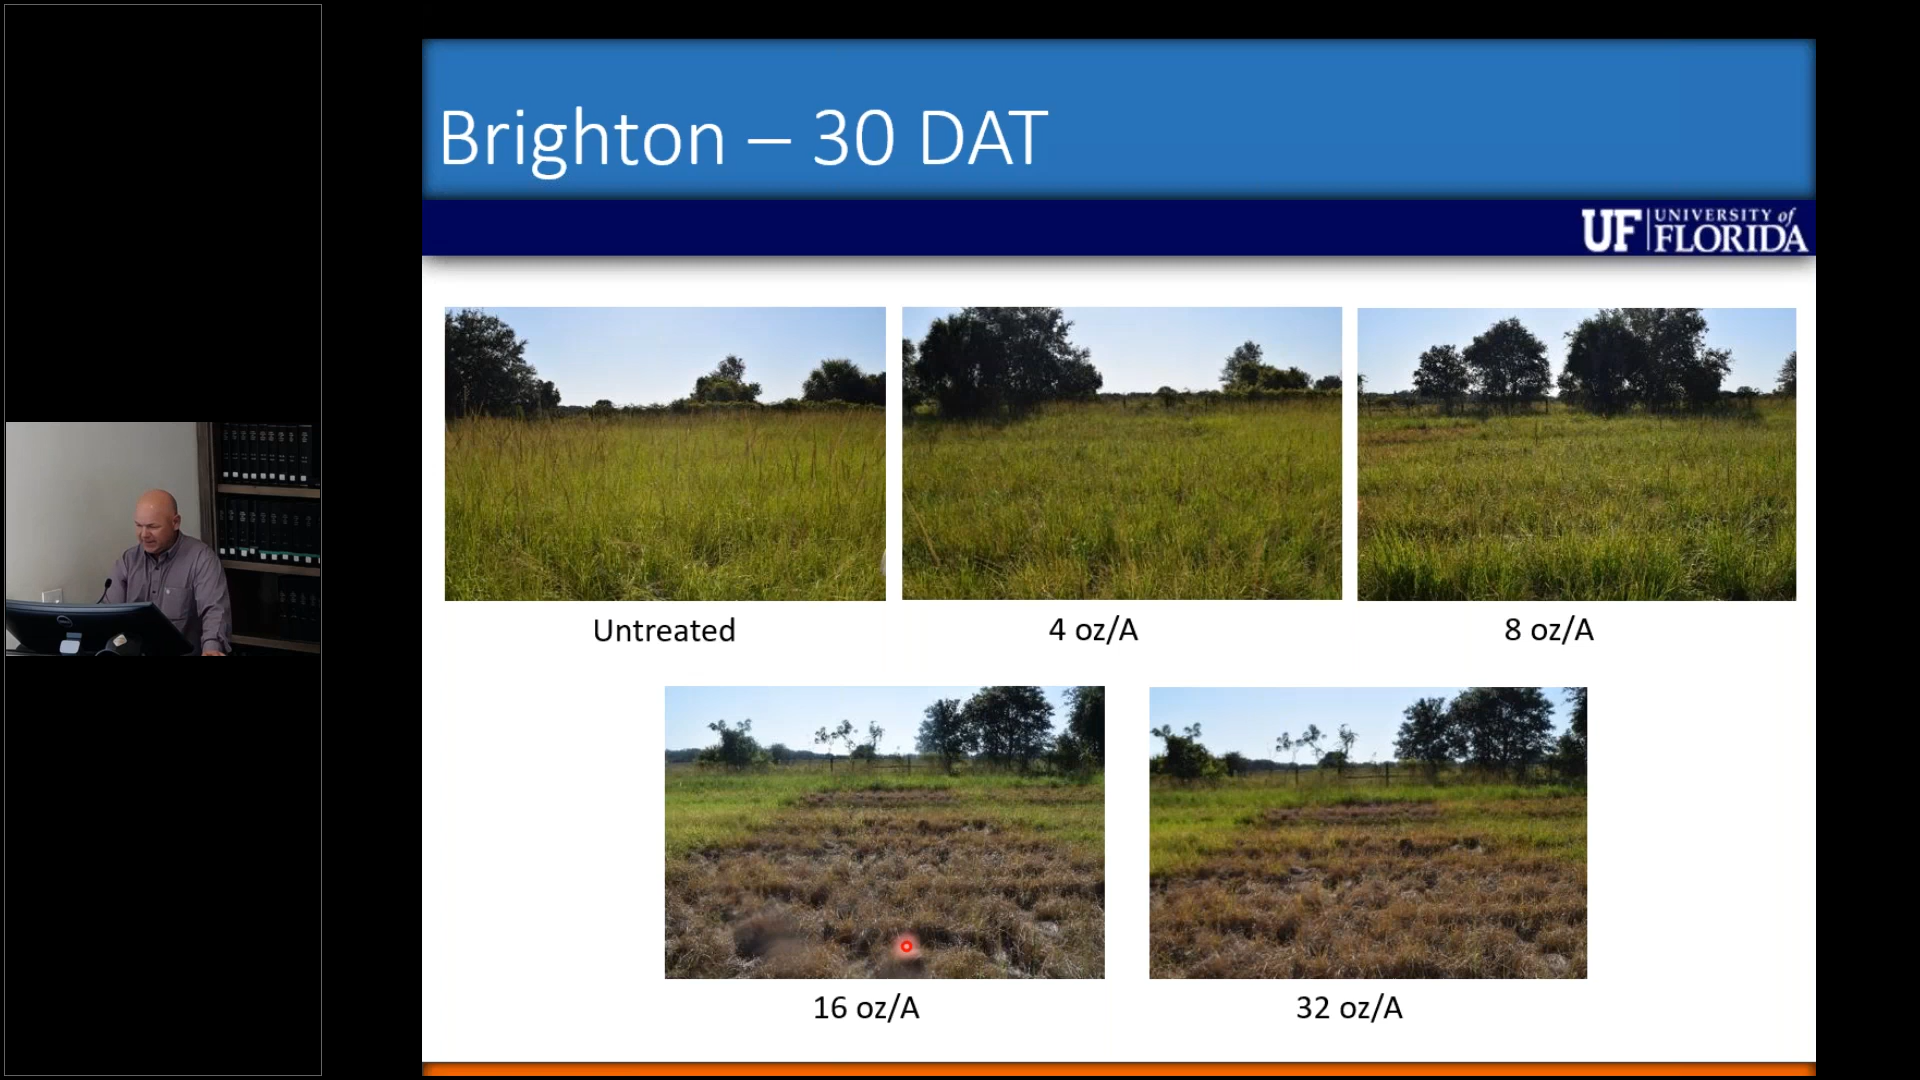 Brighton – 30 DAT
UF UNIVERSITY of
FLORIDA
Untreated
4 oz/A
8 oz/A
16 oz/A
32 oz/A